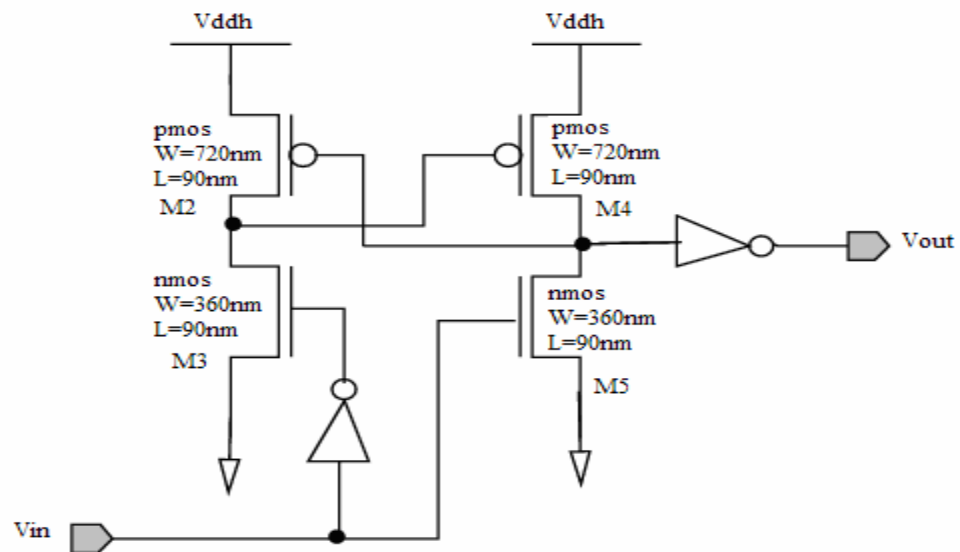 Vddh
Vddh
pmos
W=720nm
L=90nm
M2
pmos
W=720nm
L=90nm
M4
Vout
nmos
W=360nm
L=90nm
M3
nmos
W=360nm
L=90nm
M5
Vin